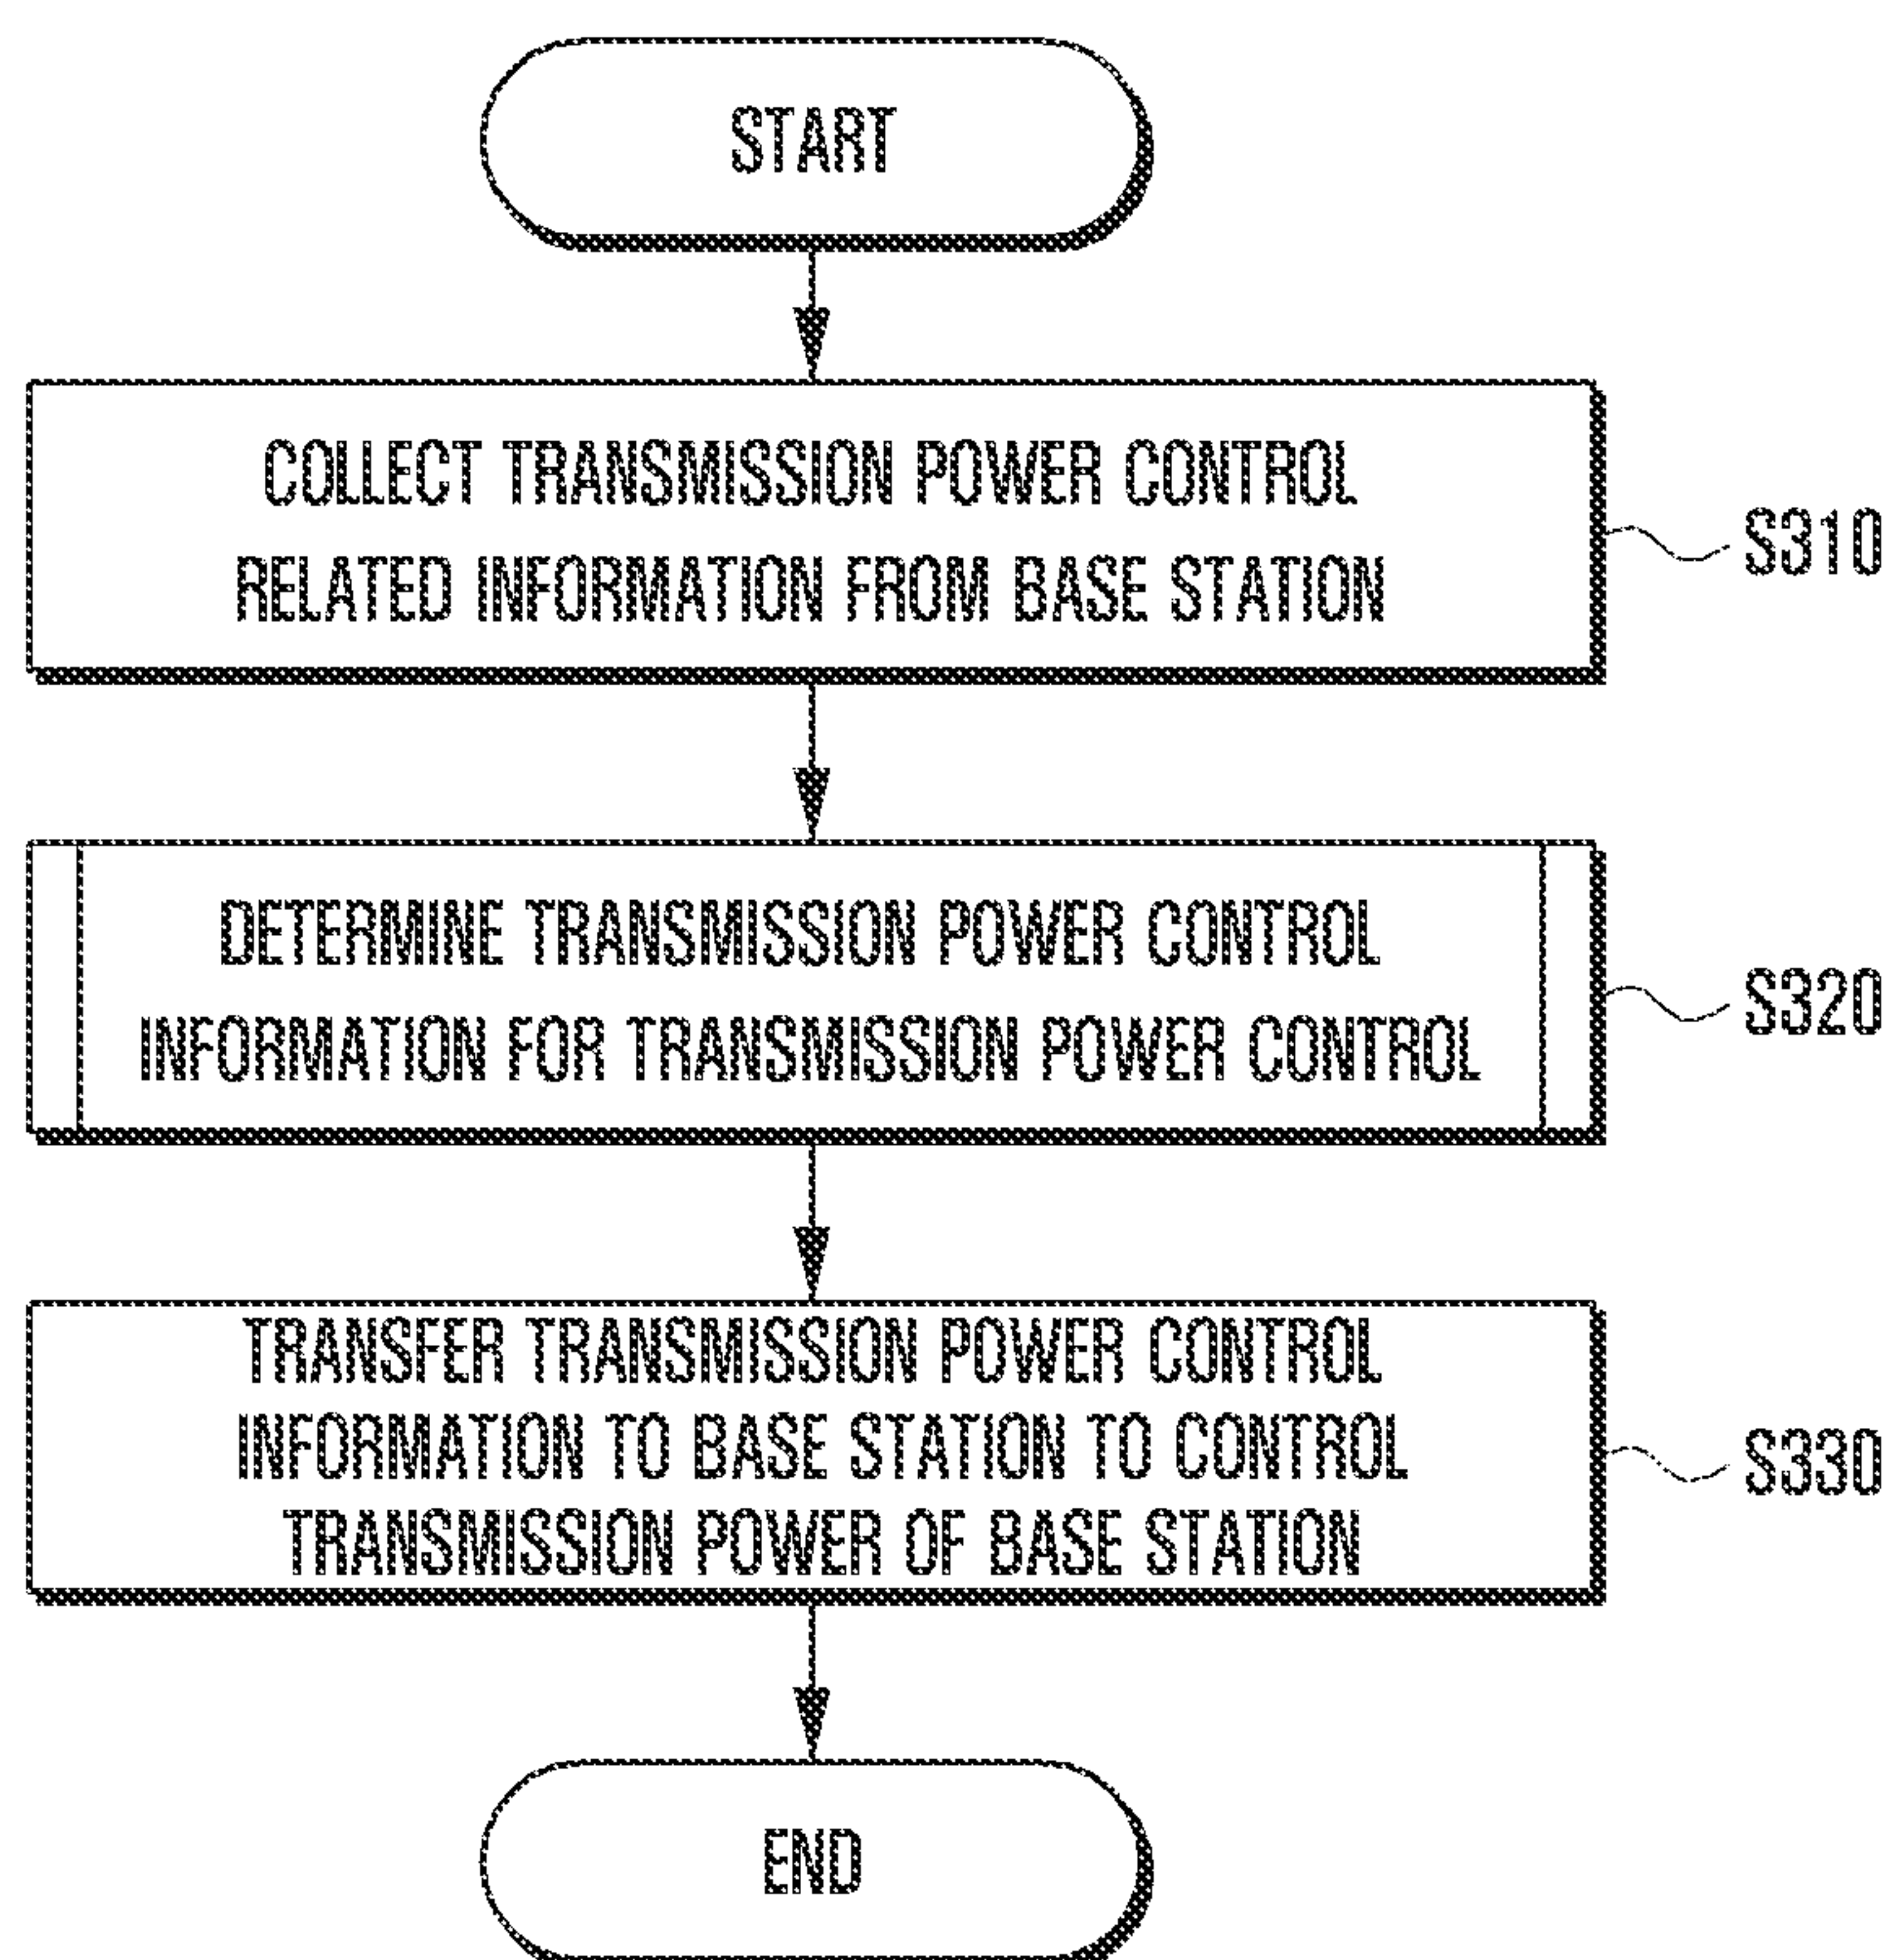 START
COLLECT TRANSMISSION POWER CONTROL
RELATED INFORMATION FROM BASE STATION
S310
DETERMINE TRANSMISSION POWER CONTROL
INFORMATION FOR TRANSMISSION POWER CONTROL
S320
TRANSFER TRANSMISSION POWER CONTROL
INFORMATION TO BASE STATION TO CONTROL
TRANSMISSION POWER OF BASE STATION
S330
END